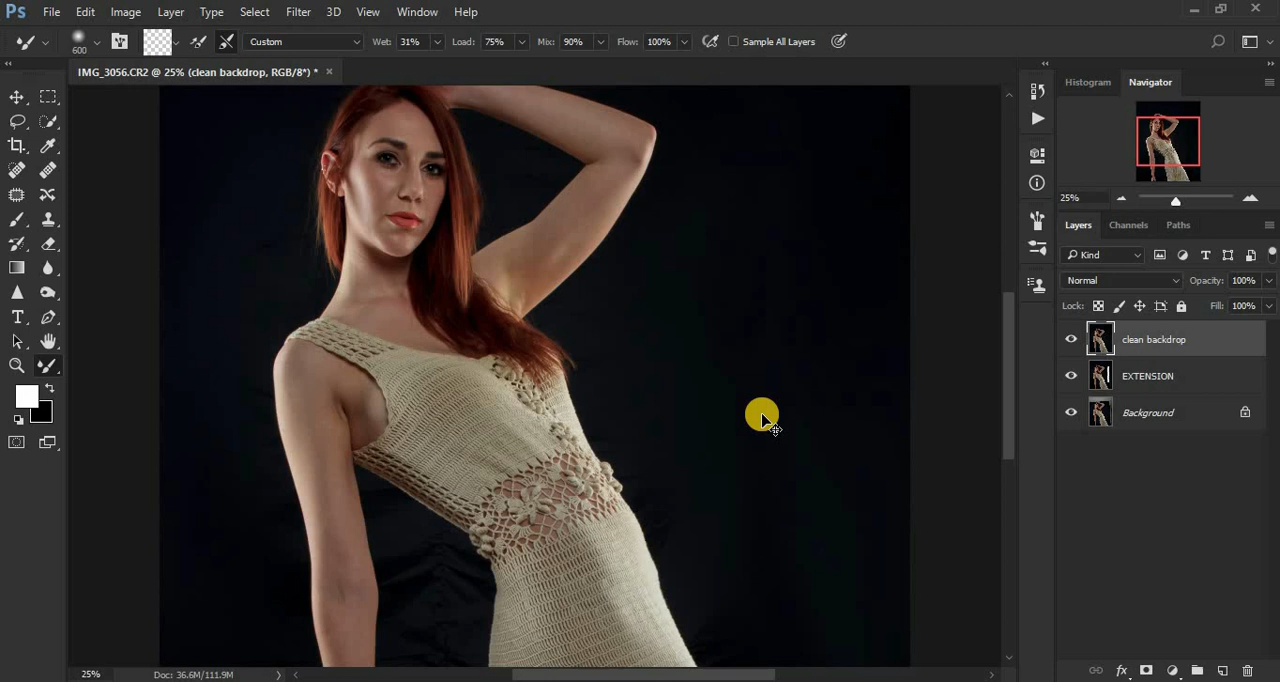 Ps File Edit Image Layer Type Select Filter 3D View Window Help
600 Custom Wet: 31% Load: 75% Mix: 90% Flow: 100% Sample All Layers
IMG_3056.CR2 @ 25% (clean backdrop, RGB/8*) * ×
Histogram Navigator
25%
Layers Channels Paths
Kind
Normal Opacity: 100%
Lock: Fill: 100%
clean backdrop
EXTENSION
Background
25% Doc: 36.6M/111.9M